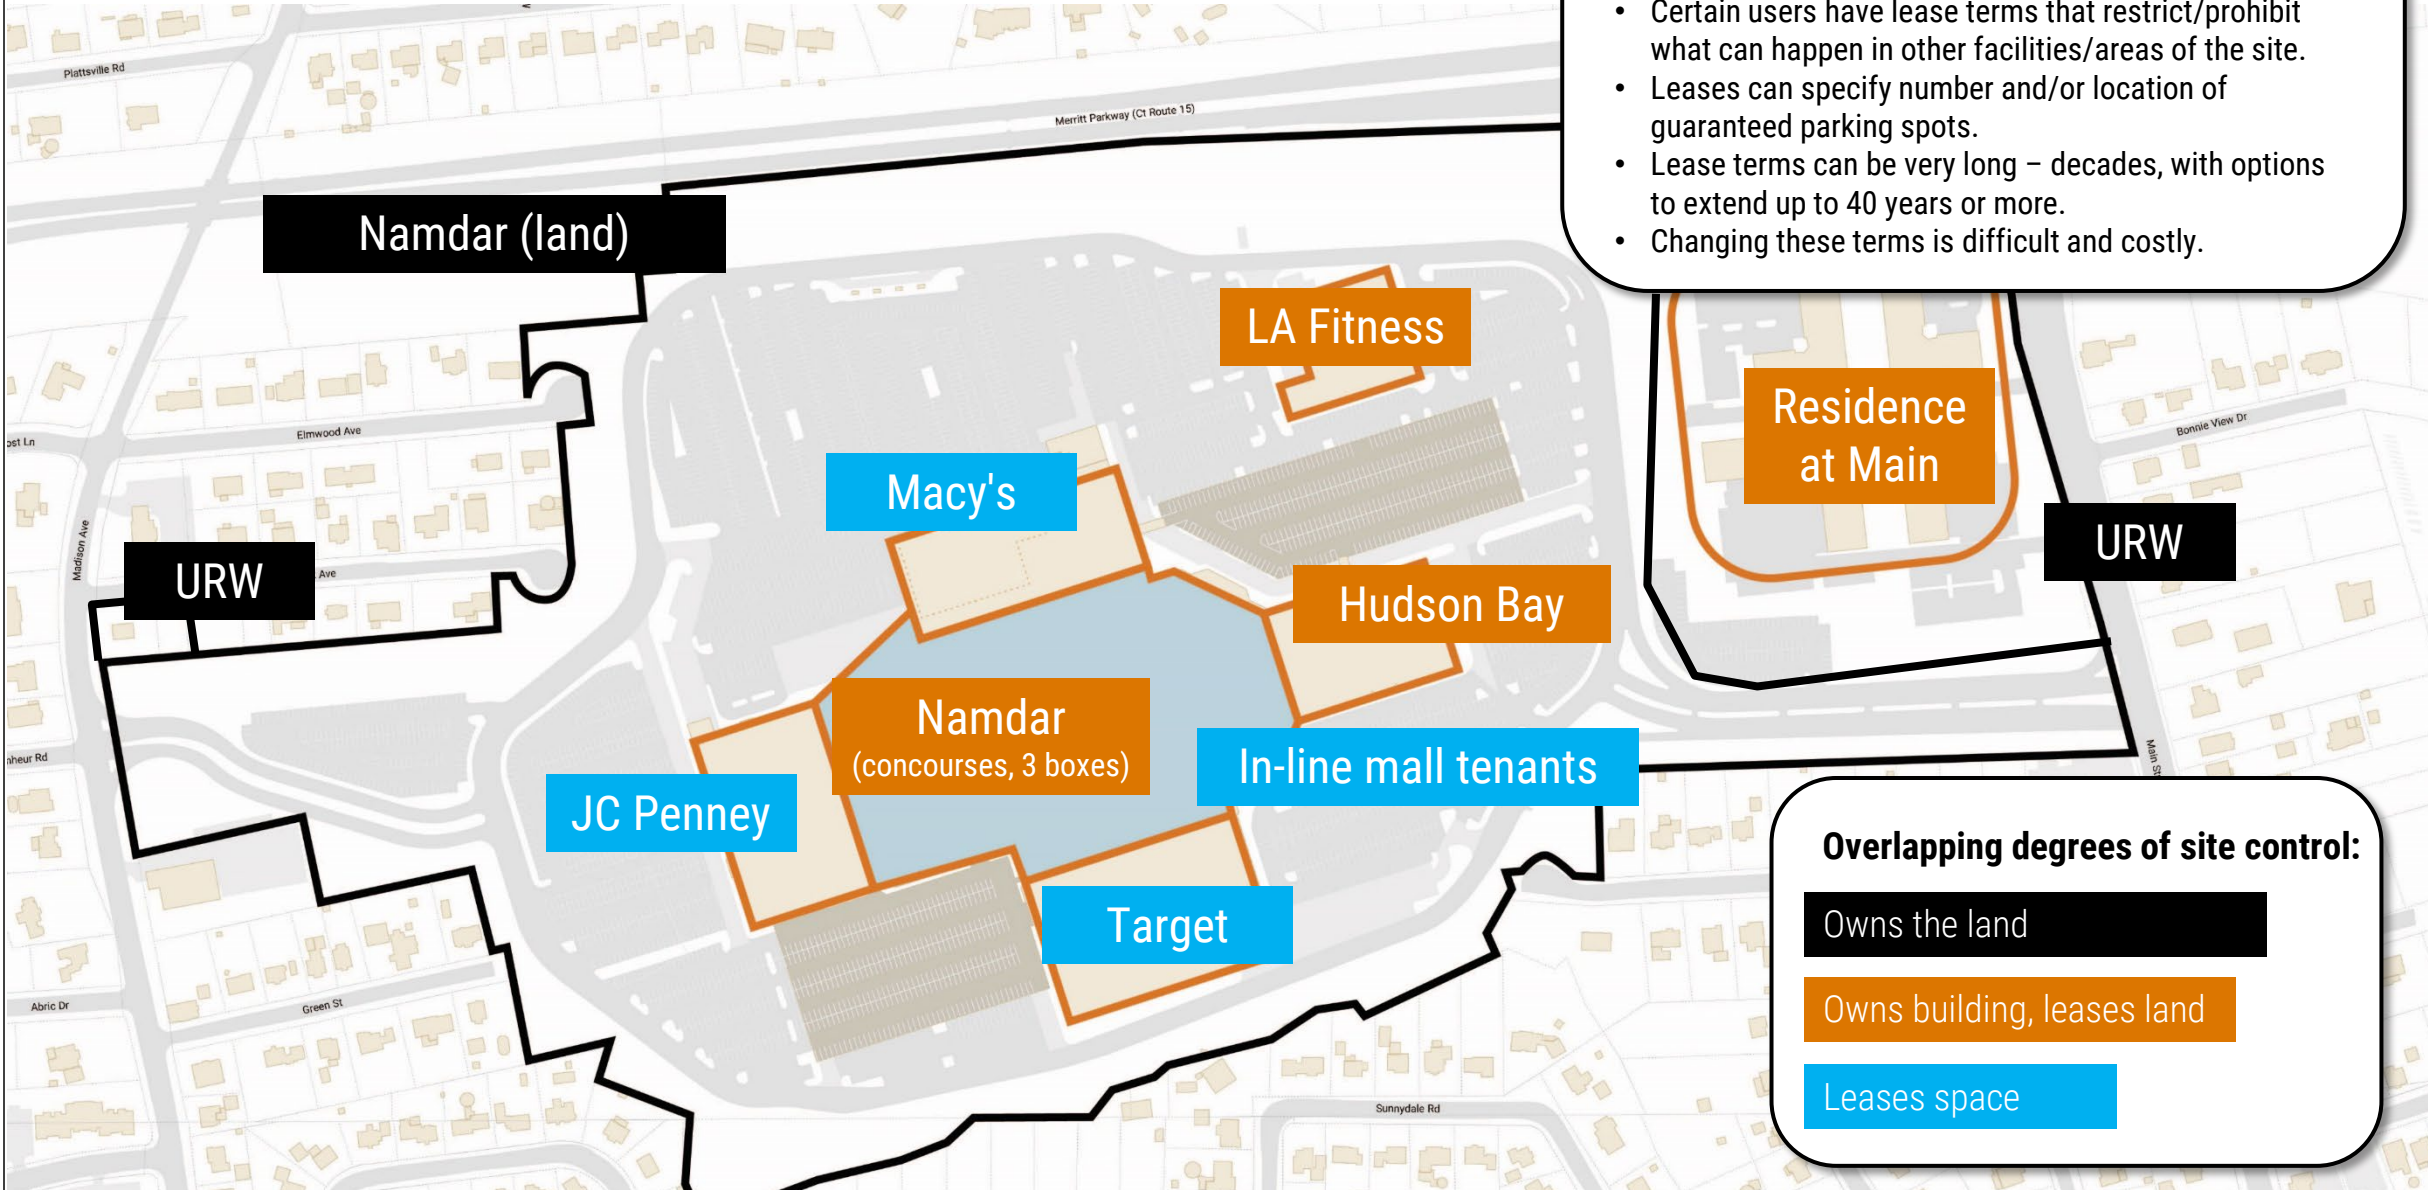 • Certain users have lease terms that restrict/prohibit
what can happen in other facilities/areas of the site.
• Leases can specify number and/or location of
guaranteed parking spots.
• Lease terms can be very long – decades, with options
to extend up to 40 years or more.
• Changing these terms is difficult and costly.
Plattsville Rd
Merritt Parkway (Ct Route 15)
Namdar (land)
LA Fitness
Residence
at Main
Bonnie View Dr
Elmwood Ave
ost Ln
Macy's
Madison Ave
URW
Ave
URW
Hudson Bay
Namdar
(concourses, 3 boxes)
In-line mall tenants
Main St
nheur Rd
JC Penney
Target
Abric Dr
Green St
Sunnydale Rd
Overlapping degrees of site control:
Owns the land
Owns building, leases land
Leases space